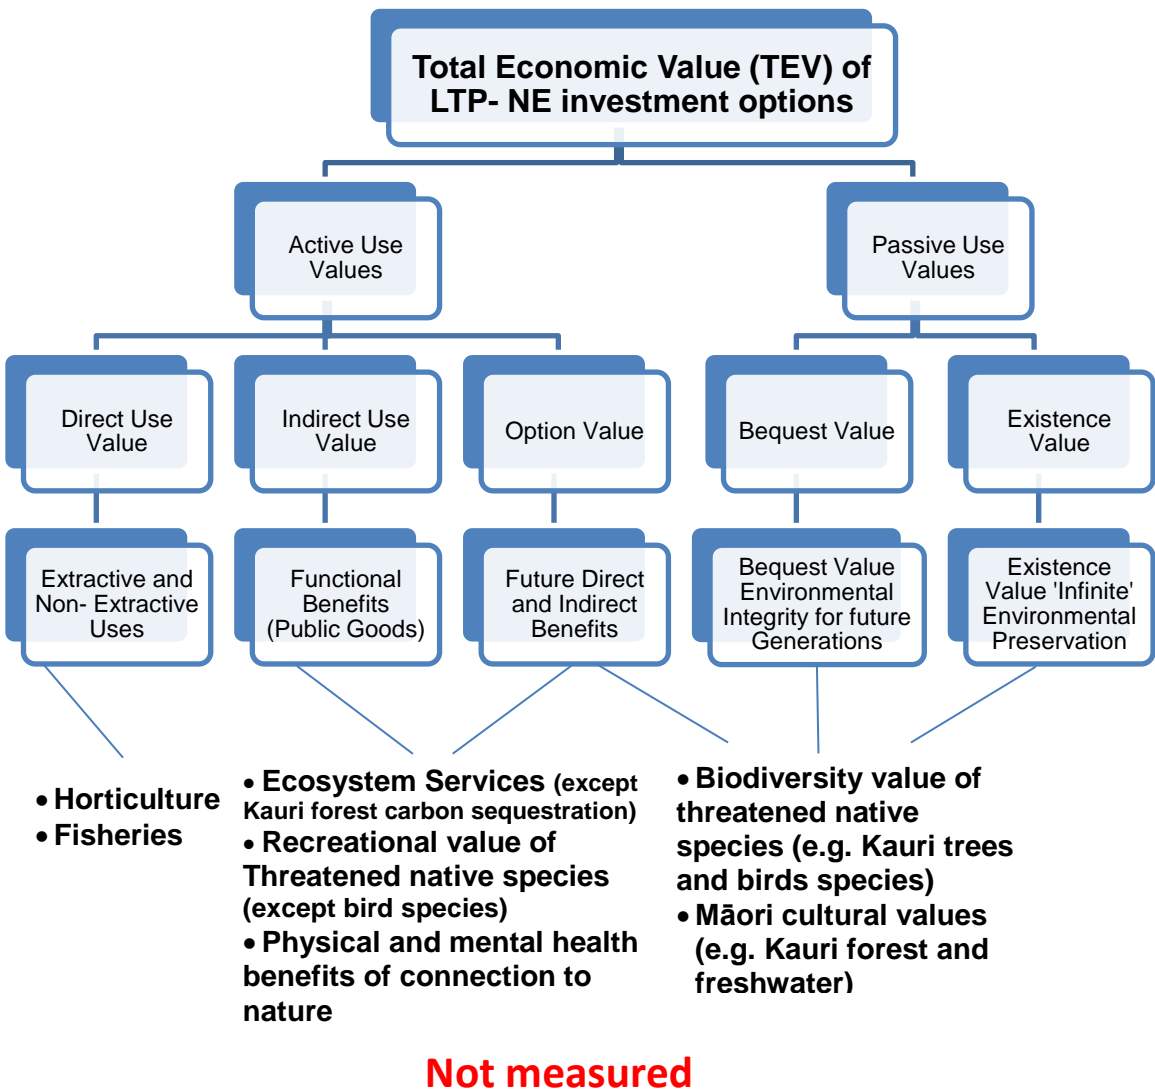 Total Economic Value (TEV) of
LTP- NE investment options
Active Use
Values
Passive Use
Values
Direct Use
Value
Indirect Use
Value
Option Value
Bequest Value
Existence
Value
Extractive and
Non- Extractive
Uses
Functional
Benefits
(Public Goods)
Future Direct
and Indirect
Benefits
Bequest Value
Environmental
Integrity for future
Generations
Existence
Value 'Infinite'
Environmental
Preservation
• Horticulture
• Fisheries
• Ecosystem Services (except
Kauri forest carbon sequestration)
• Recreational value of
Threatened native species
(except bird species)
• Physical and mental health
benefits of connection to
nature
• Biodiversity value of
threatened native
species (e.g. Kauri trees
and birds species)
• Māori cultural values
(e.g. Kauri forest and
freshwater)
Not measured